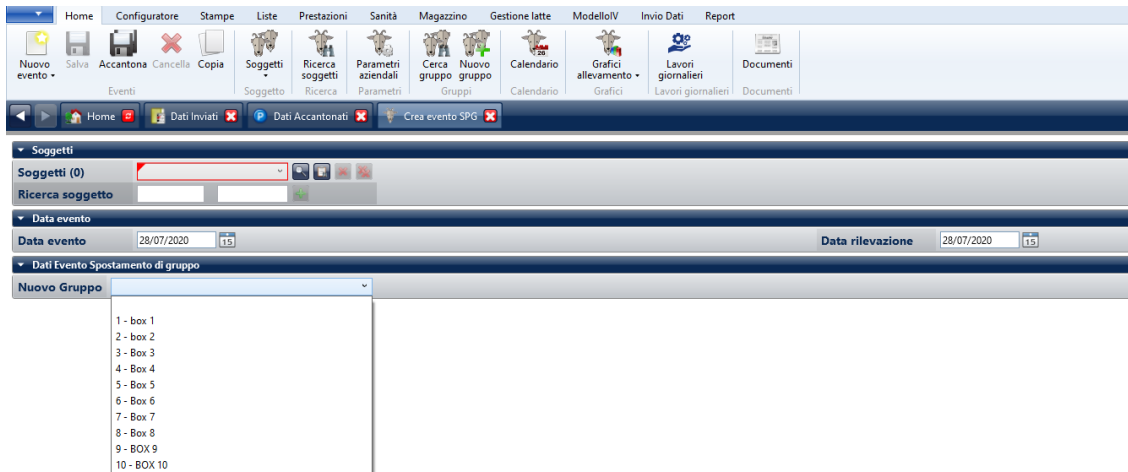 Home Configuratore Stampe Liste Prestazioni Sanità Magazzino Gestione latte ModelloIV Invio Dati Report
Nuovo evento Salva Accantona Cancella Copia Soggetti Ricerca soggetti Parametri aziendali Cerca gruppo Nuovo gruppo Calendario Grafici allevamento Lavori giornalieri Documenti
Eventi Soggetto Ricerca Parametri Gruppi Calendario Grafici Lavori giornalieri Documenti
Home Dati Inviati P Dati Accantonati Crea evento SPG
Soggetti
Soggetti (0)
Ricerca soggetto
Data evento
Data evento 28/07/2020 15 Data rilevazione 28/07/2020 15
Dati Evento Spostamento di gruppo
Nuovo Gruppo
1 - box 1
2 - box 2
3 - Box 3
4 - Box 4
5 - Box 5
6 - Box 6
7 - Box 7
8 - Box 8
9 - BOX 9
10 - BOX 10